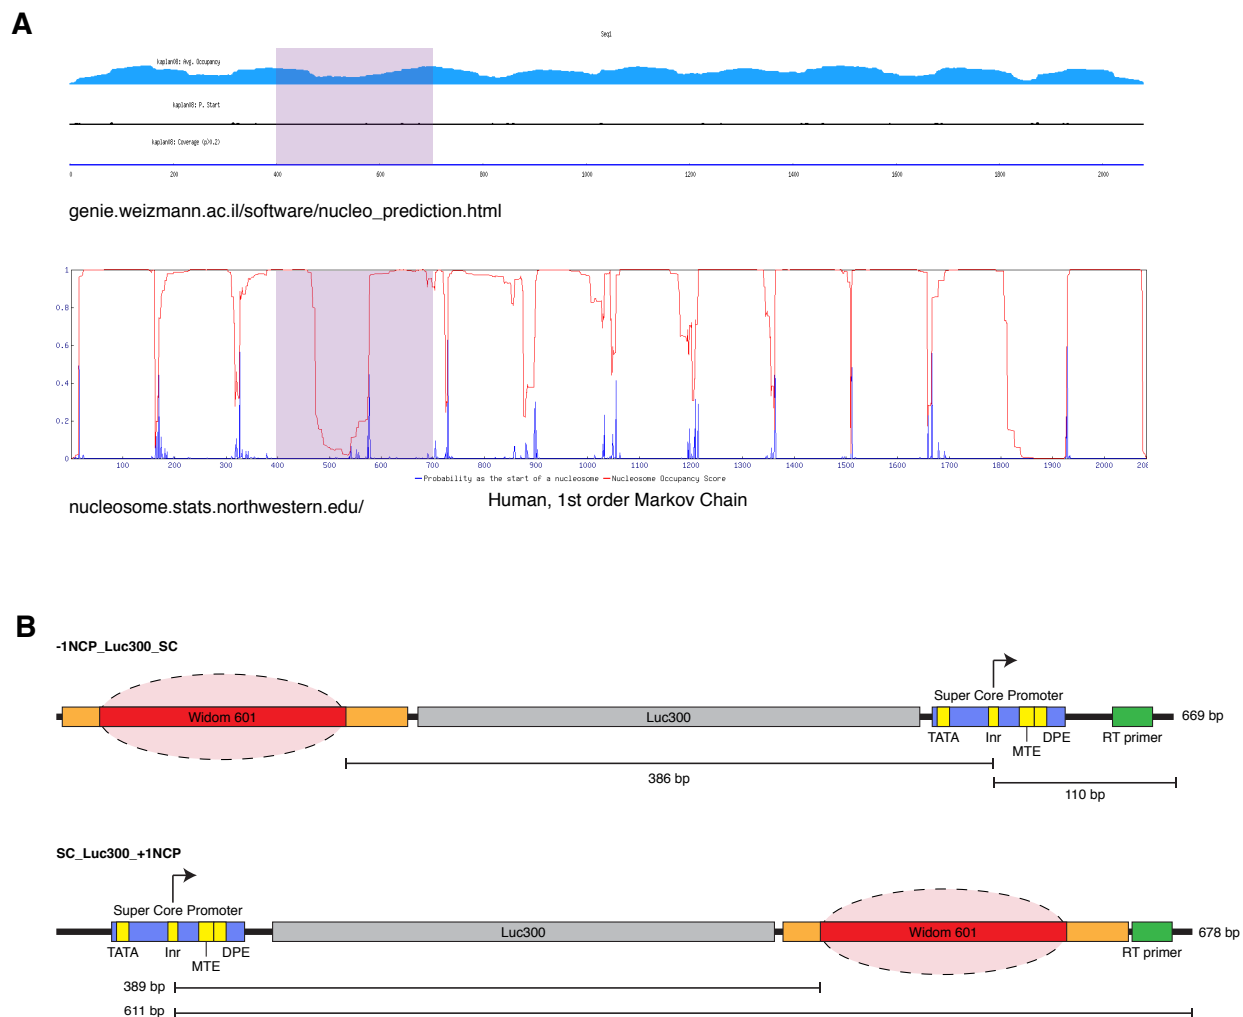 A
Seq1
kaplan08: Avg. Occupancy
kaplan08: P. Start
kaplan08: Coverage (p>0.2)
0 200 400 600 800 1000 1200 1400 1600 1800 2000
genie.weizmann.ac.il/software/nucleo_prediction.html
1
0.8
0.6
0.4
0.2
0
100 200 300 400 500 600 700 800 900 1000 1100 1200 1300 1400 1500 1600 1700 1800 1900 2000
Probability as the start of a nucleosome Nucleosome Occupancy Score
nucleosome.stats.northwestern.edu/
Human, 1st order Markov Chain
B
-1NCP_Luc300_SC
Super Core Promoter
Widom 601
Luc300
669 bp
TATA Inr DPE RT primer
MTE
386 bp
110 bp
SC_Luc300_+1NCP
Super Core Promoter
Luc300
Widom 601
678 bp
TATA Inr DPE RT primer
MTE
389 bp
611 bp